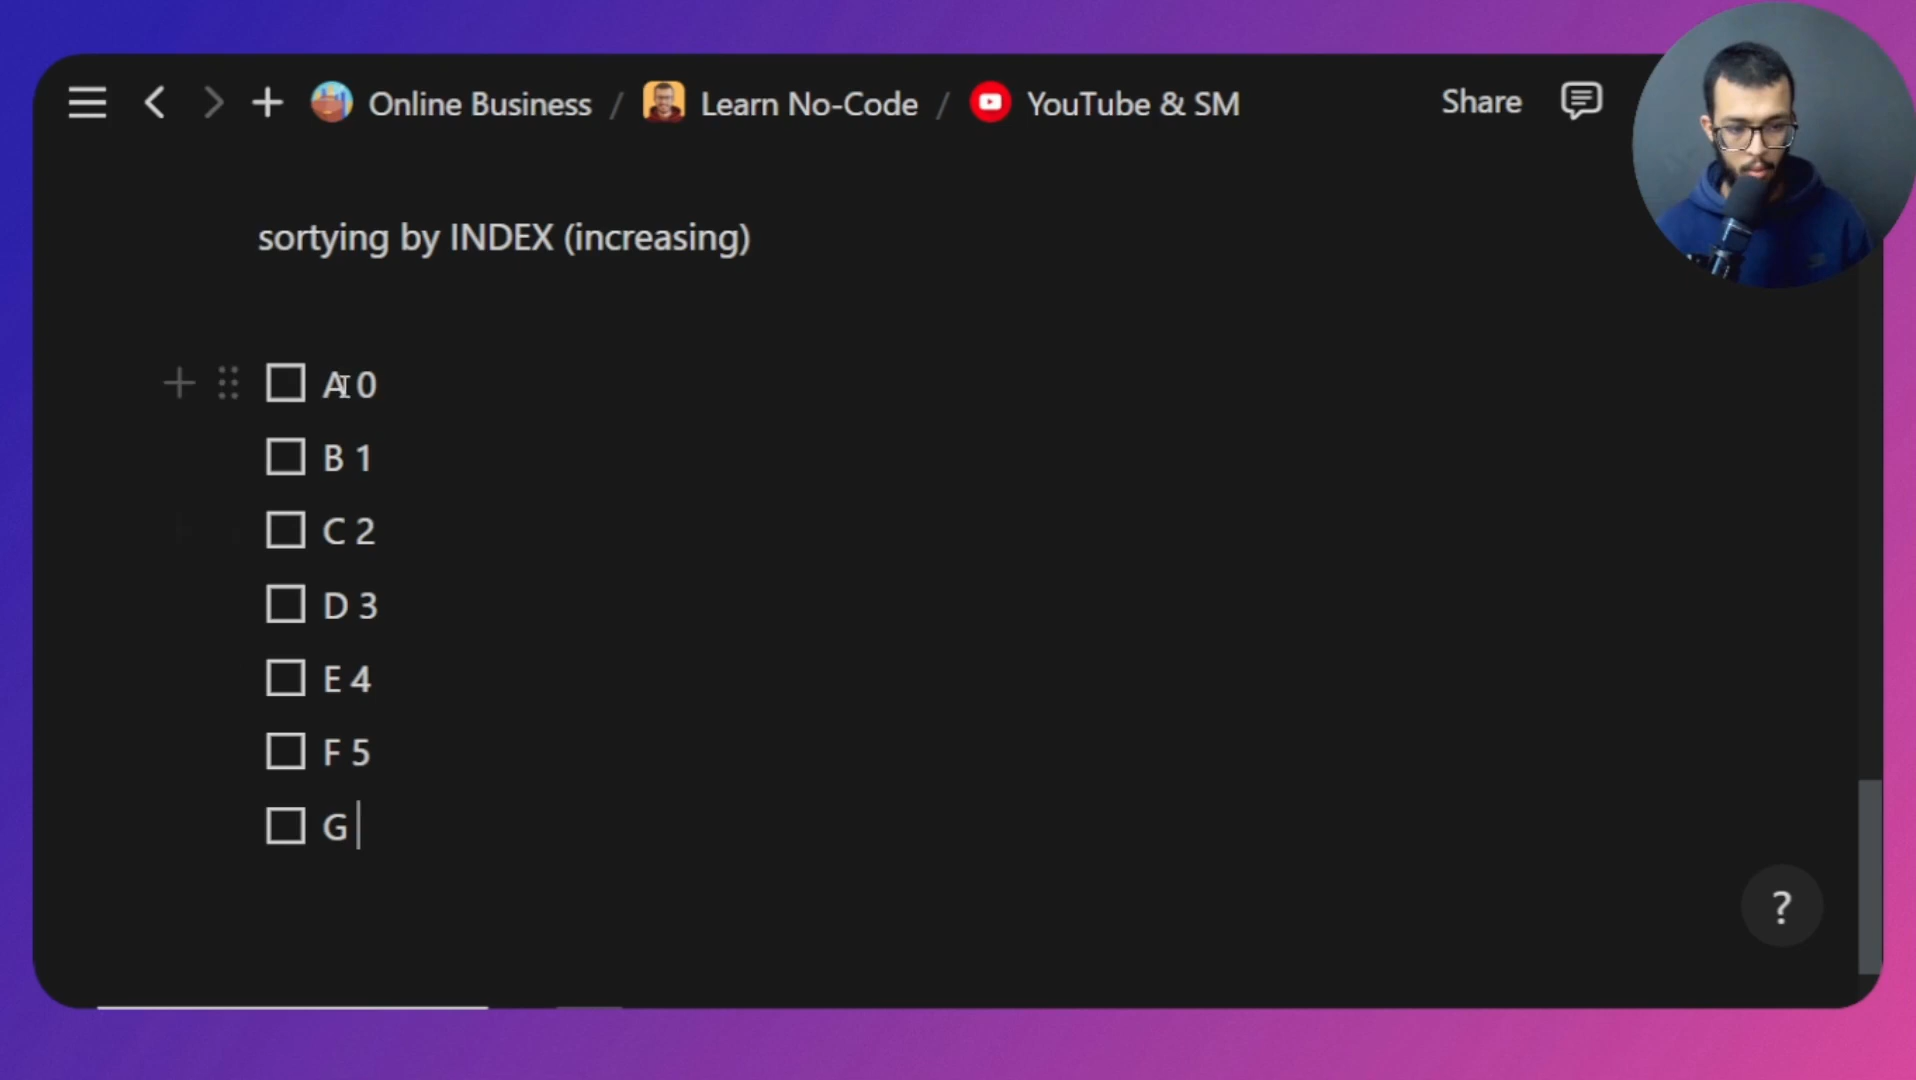 Online Business / Learn No-Code / YouTube & SM Share
sortying by INDEX (increasing)
A 0
B 1
C 2
D 3
E 4
F 5
G
?